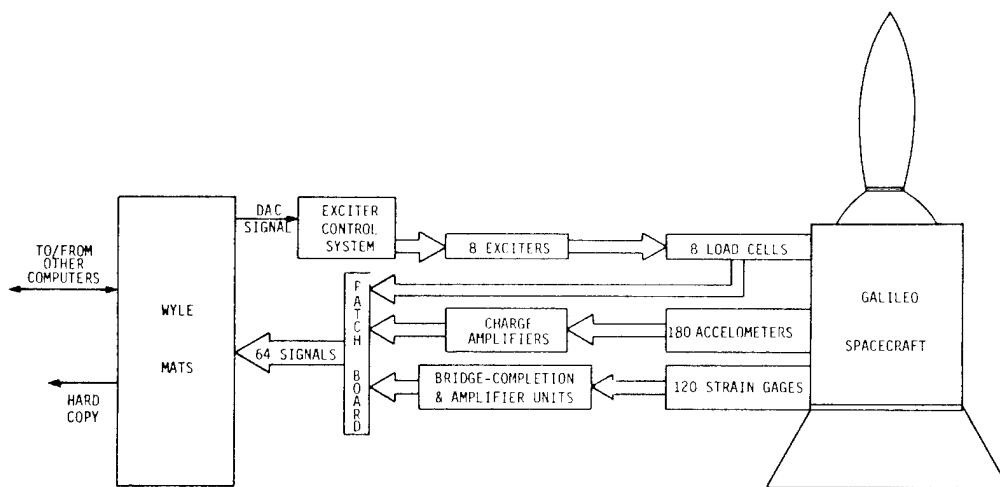 DAC
SIGNAL
EXCITER
CONTROL
SYSTEM
8 EXCITERS
8 LOAD CELLS
TO/FROM
OTHER
COMPUTERS
WYLE
MATS
HARD
COPY
64 SIGNALS
PATCH BOARD
CHARGE
AMPLIFIERS
180 ACCELOMETERS
BRIDGE-COMPLETION
& AMPLIFIER UNITS
120 STRAIN GAGES
GALILEO
SPACECRAFT